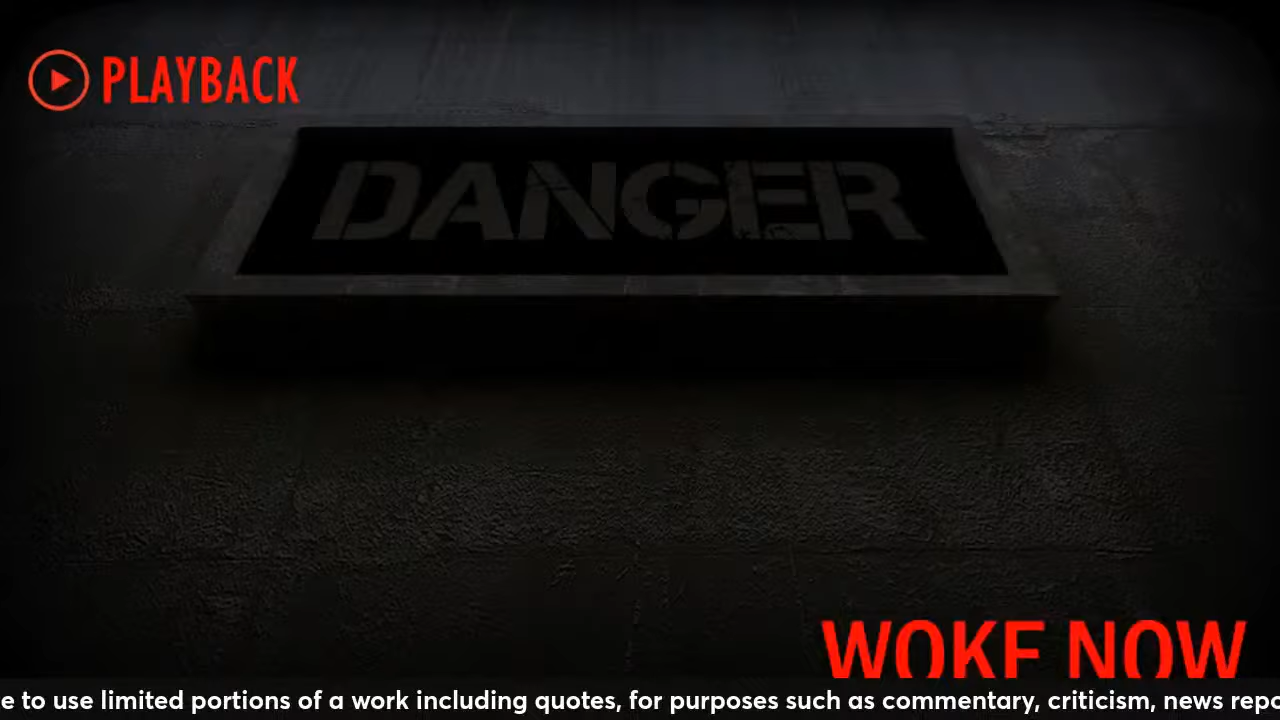 PLAYBACK
DANGER
WOKE NOW
e to use limited portions of a work including quotes, for purposes such as commentary, criticism, news repo